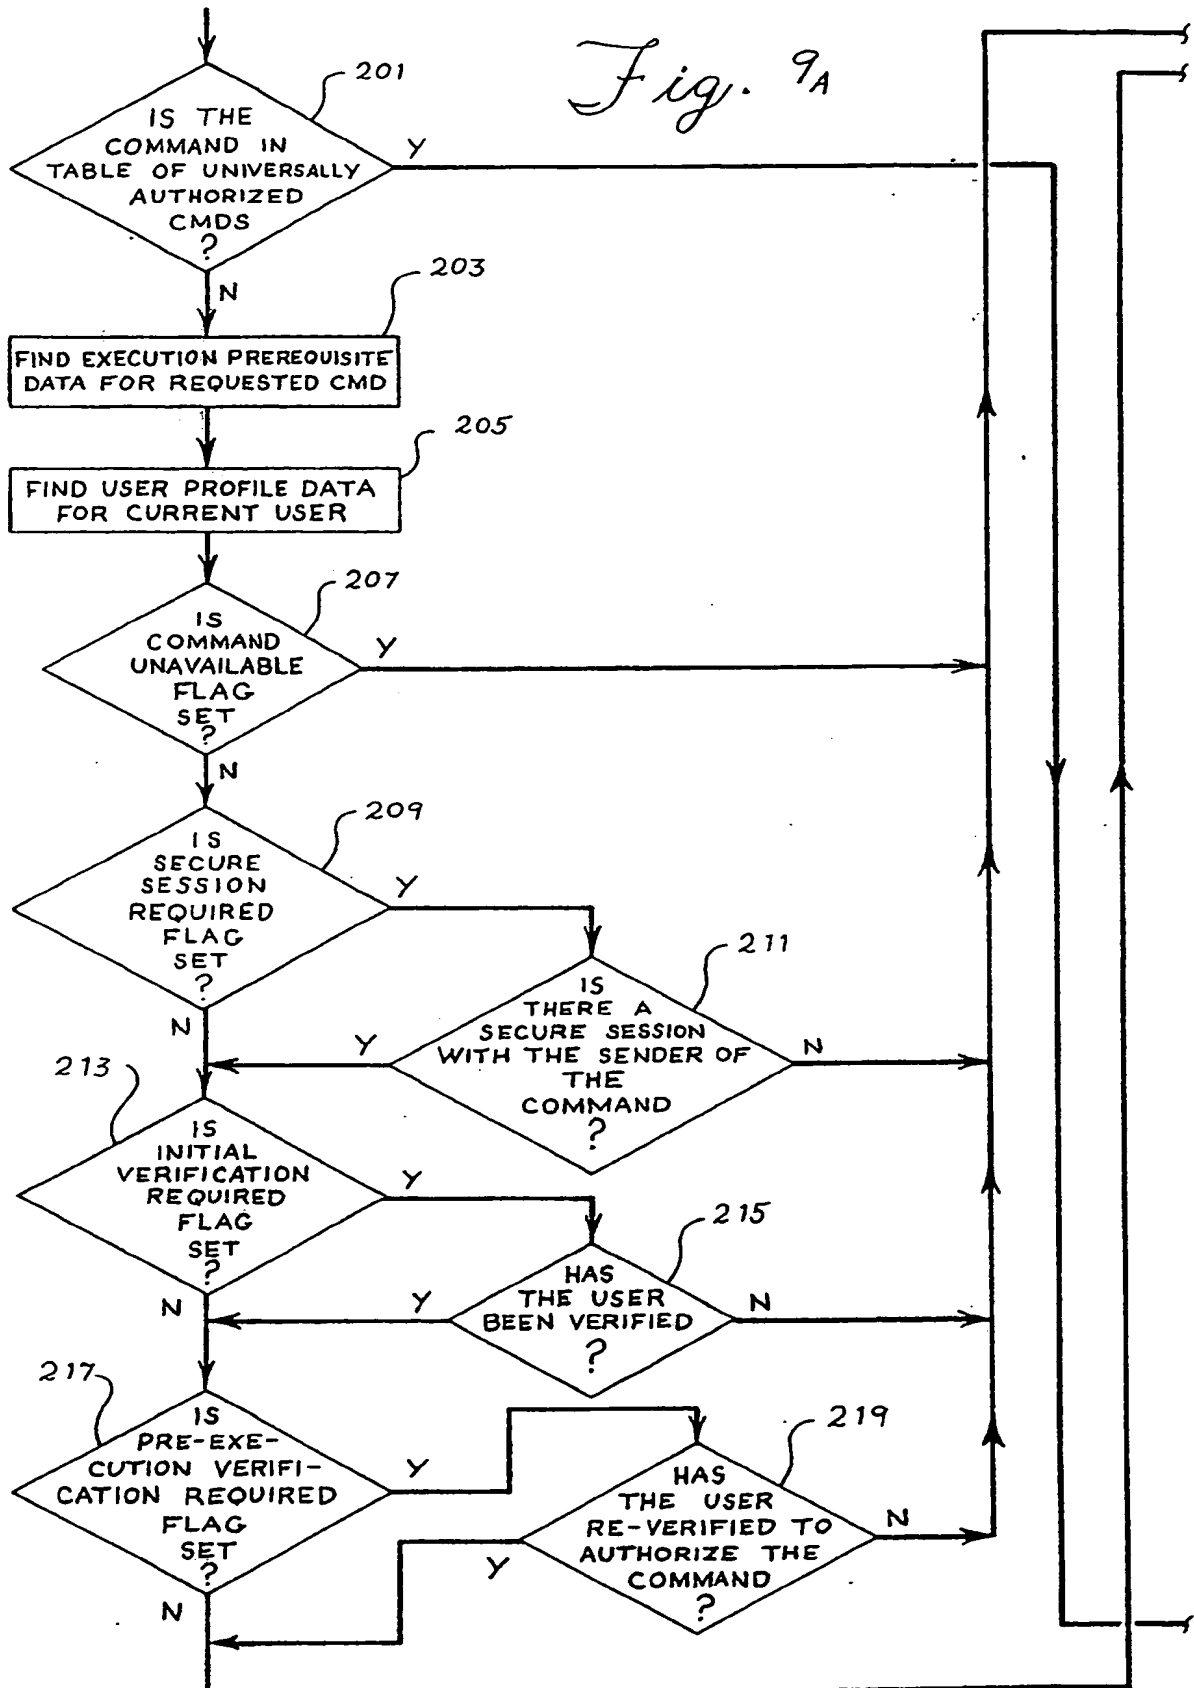 Fig. 9A
201
IS THE
COMMAND IN
TABLE OF UNIVERSALLY
AUTHORIZED
CMDS
?
Y
N
203
FIND EXECUTION PREREQUISITE
DATA FOR REQUESTED CMD
205
FIND USER PROFILE DATA
FOR CURRENT USER
207
IS
COMMAND
UNAVAILABLE
FLAG
SET
?
Y
N
209
IS
SECURE
SESSION
REQUIRED
FLAG
SET
?
Y
N
211
IS
THERE A
SECURE SESSION
WITH THE SENDER OF
THE
COMMAND
?
Y
N
213
IS
INITIAL
VERIFICATION
REQUIRED
FLAG
SET
?
Y
N
215
HAS
THE USER
BEEN VERIFIED
?
Y
N
217
IS
PRE-EXE-
CUTION VERIFI-
CATION REQUIRED
FLAG
SET
?
Y
N
219
HAS
THE USER
RE-VERIFIED TO
AUTHORIZE THE
COMMAND
?
Y
N